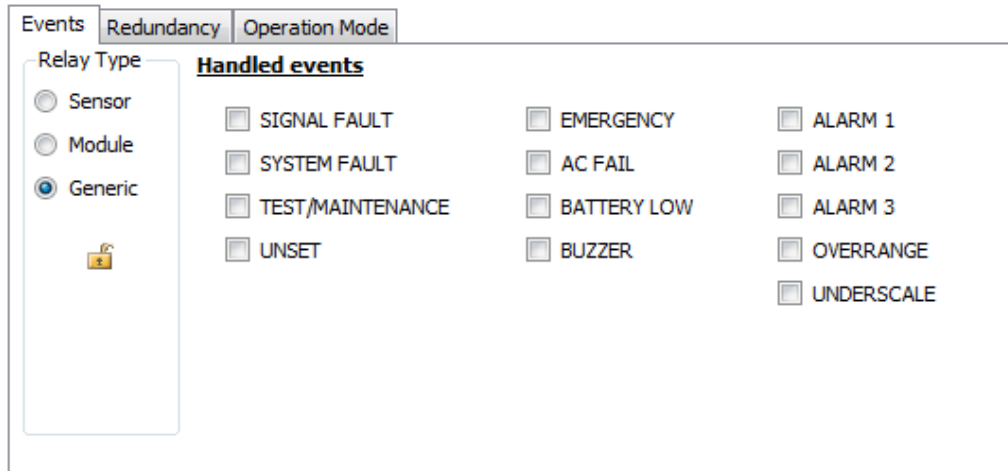 Events Redundancy Operation Mode
Relay Type
Handled events
Sensor
Module
Generic
SIGNAL FAULT EMERGENCY ALARM 1
SYSTEM FAULT AC FAIL ALARM 2
TEST/MAINTENANCE BATTERY LOW ALARM 3
UNSET BUZZER OVERRANGE
UNDERSCALE